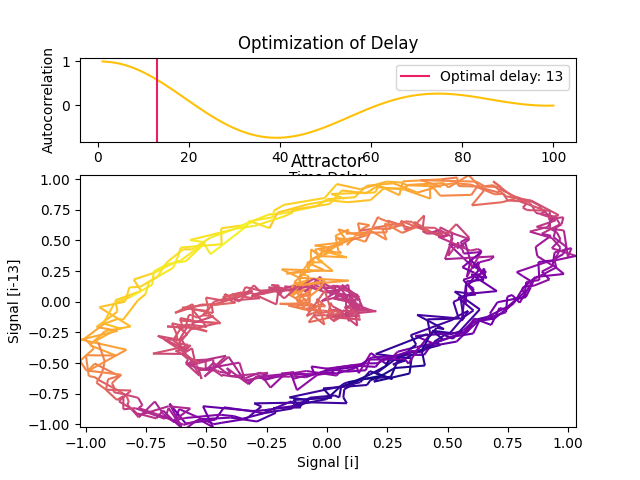 Optimization of Delay
Autocorrelation
1
0
Optimal delay: 13
0 20 40 60 80 100
Time Delay
Attractor
Signal [i-13]
1.00
0.75
0.50
0.25
0.00
−0.25
−0.50
−0.75
−1.00
−1.00 −0.75 −0.50 −0.25 0.00 0.25 0.50 0.75 1.00
Signal [i]